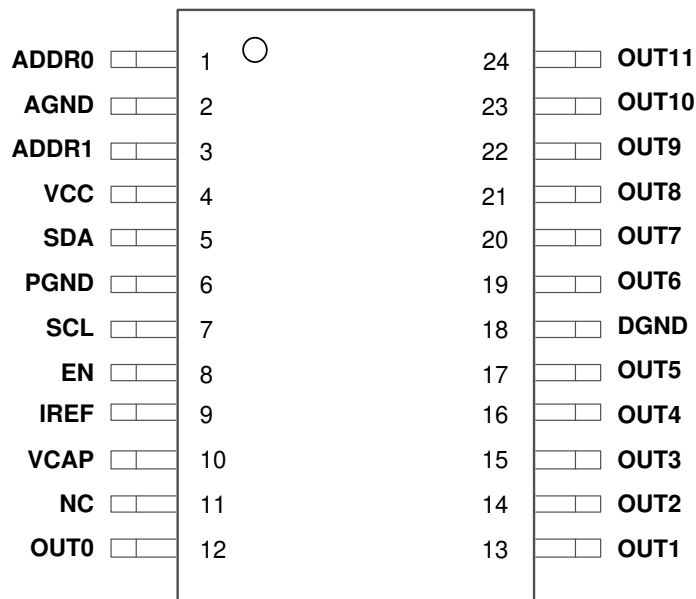 ADDR0 1 24 OUT11
AGND 2 23 OUT10
ADDR1 3 22 OUT9
VCC 4 21 OUT8
SDA 5 20 OUT7
PGND 6 19 OUT6
SCL 7 18 DGND
EN 8 17 OUT5
IREF 9 16 OUT4
VCAP 10 15 OUT3
NC 11 14 OUT2
OUT0 12 13 OUT1